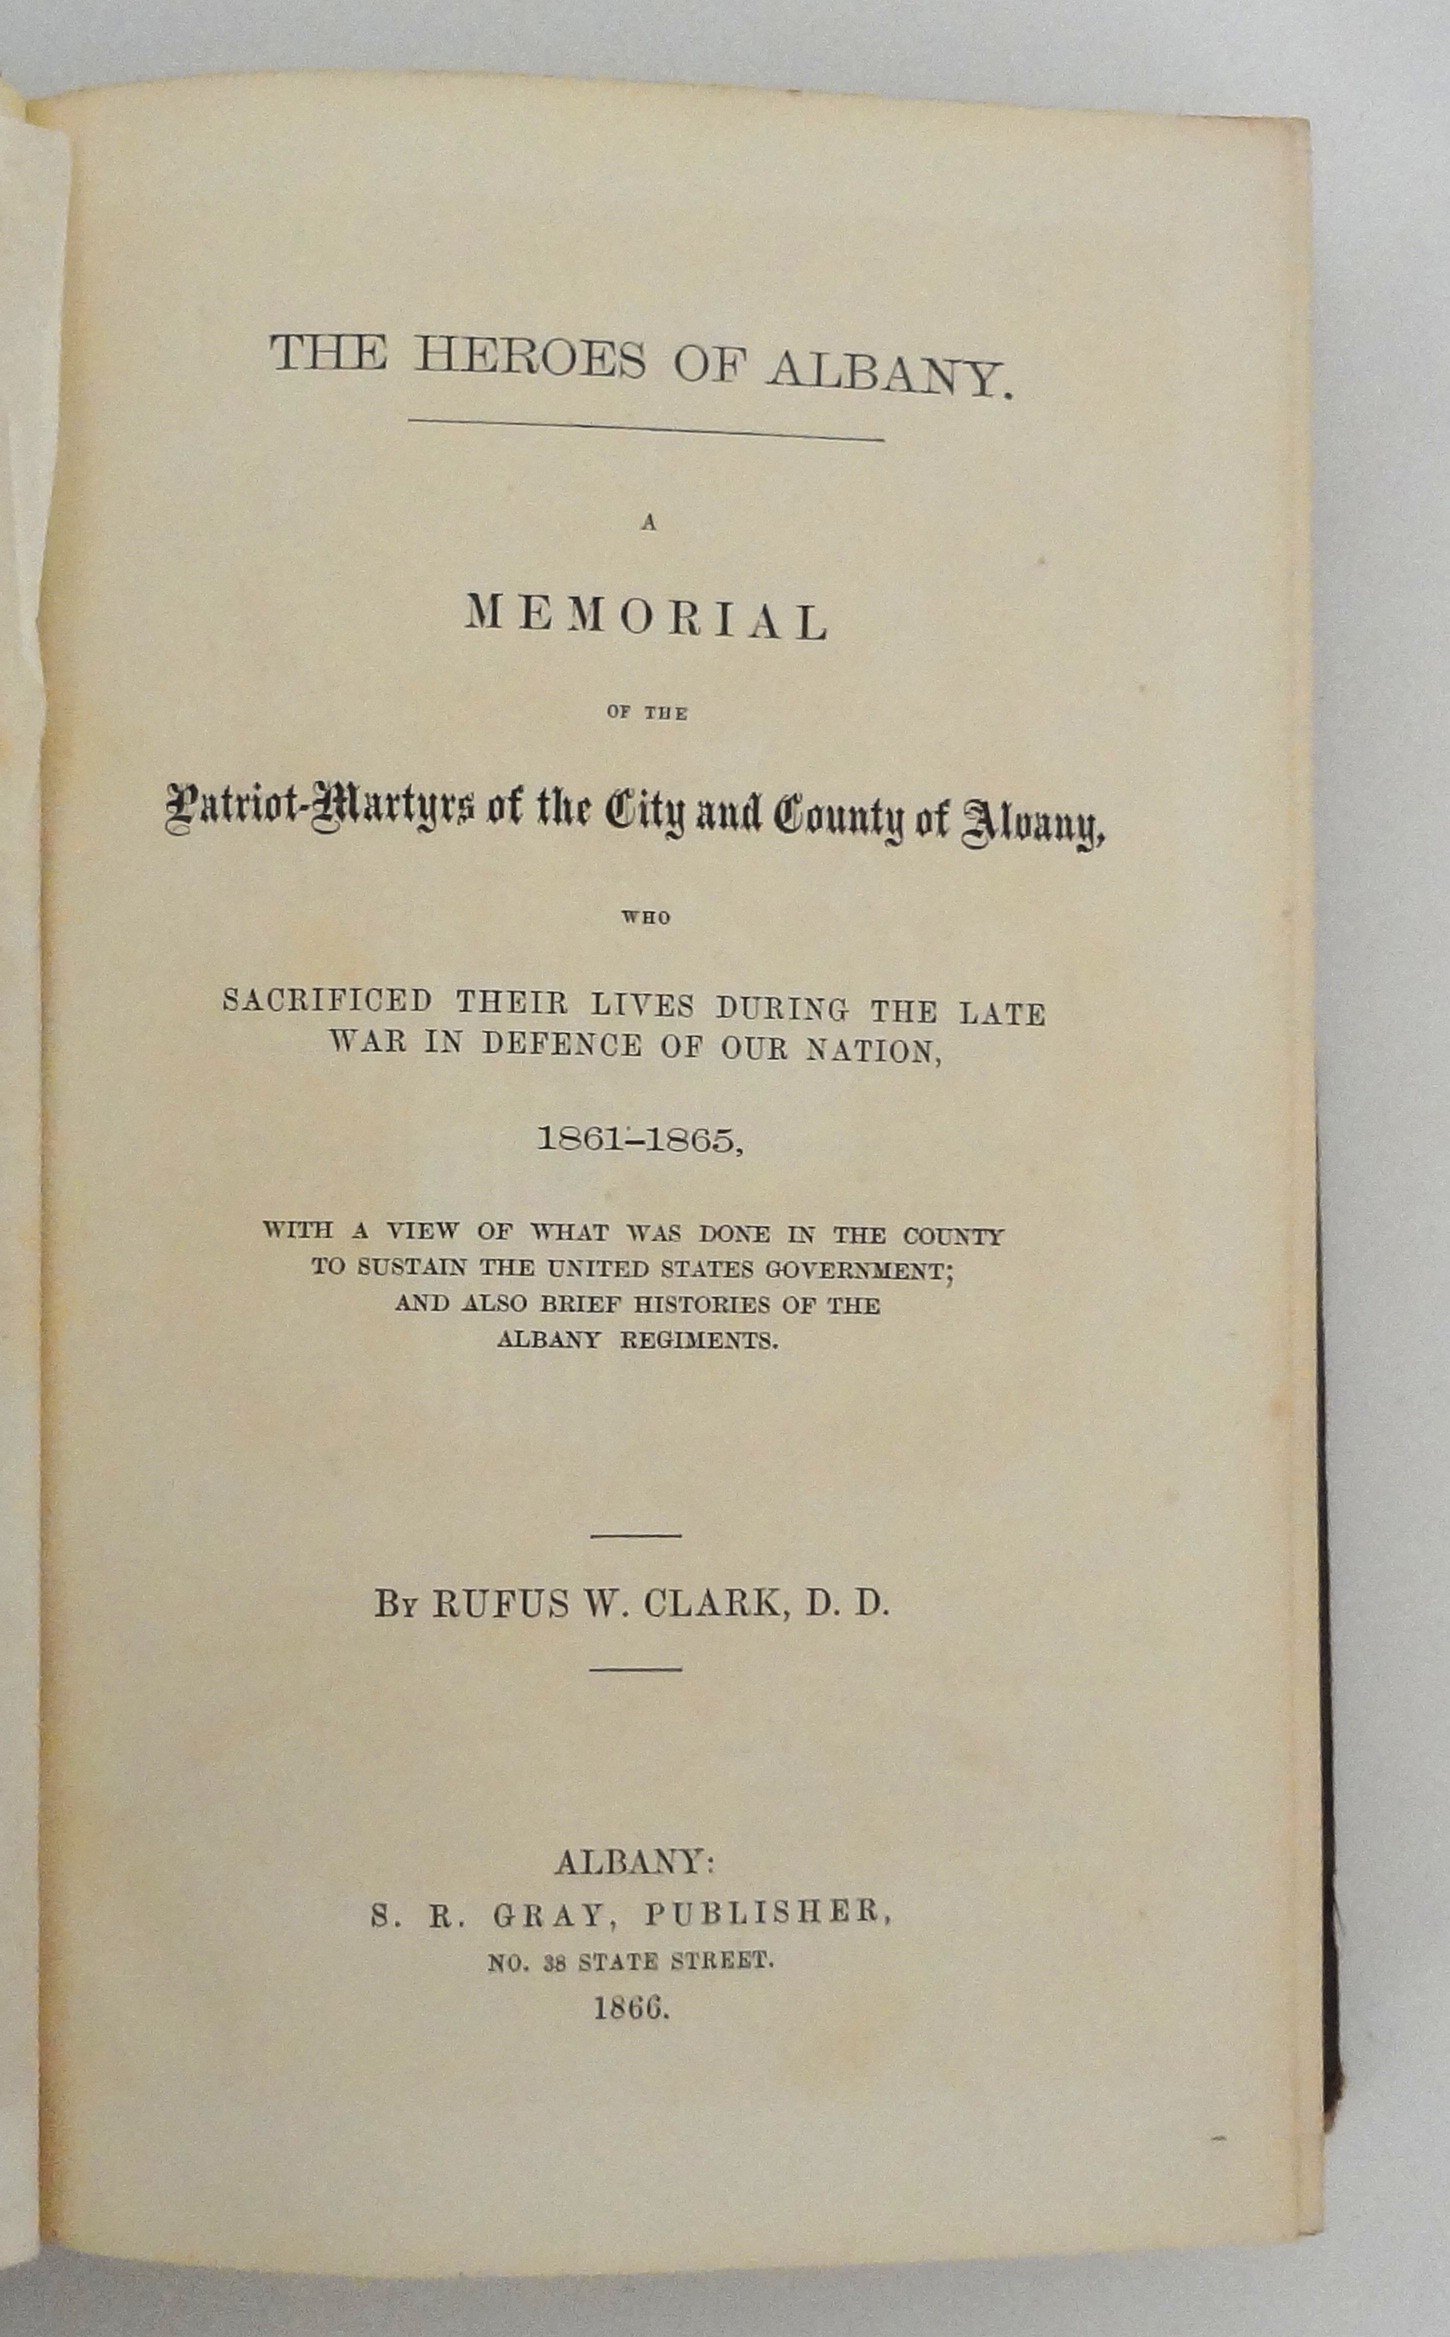 THE HEROES OF ALBANY.
A
MEMORIAL
OF THE
Patriot-Martyrs of the City and County of Albany,
WHO
SACRIFICED THEIR LIVES DURING THE LATE
WAR IN DEFENCE OF OUR NATION,
1861–1865,
WITH A VIEW OF WHAT WAS DONE IN THE COUNTY
TO SUSTAIN THE UNITED STATES GOVERNMENT;
AND ALSO BRIEF HISTORIES OF THE
ALBANY REGIMENTS.
BY RUFUS W. CLARK, D. D.
ALBANY:
S. R. GRAY, PUBLISHER,
NO. 38 STATE STREET.
1866.